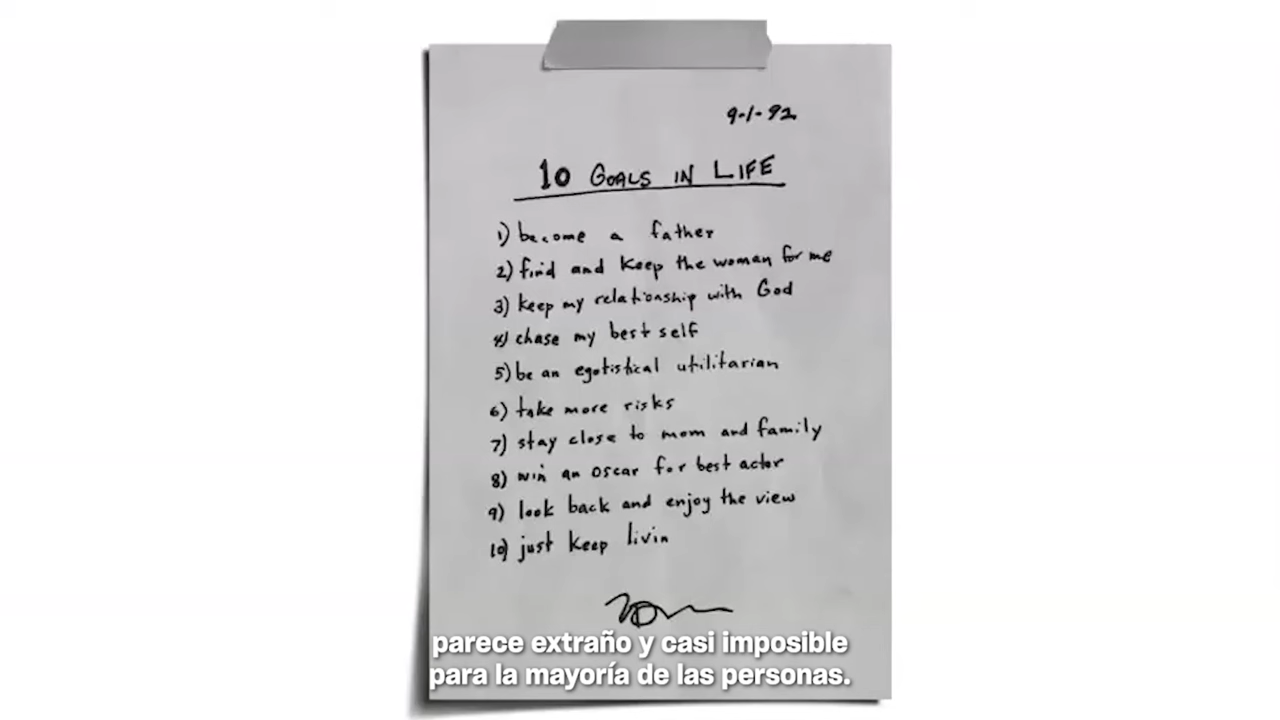 9-1-92
10 GOALS IN LIFE
1) become a father
2) find and keep the woman for me
3) keep my relationship with God
4) chase my best self
5) be an egotistical utilitarian
6) take more risks
7) stay close to mom and family
8) win an oscar for best actor
9) look back and enjoy the view
10) just keep livin
parece extraño y casi imposible
para la mayoría de las personas.